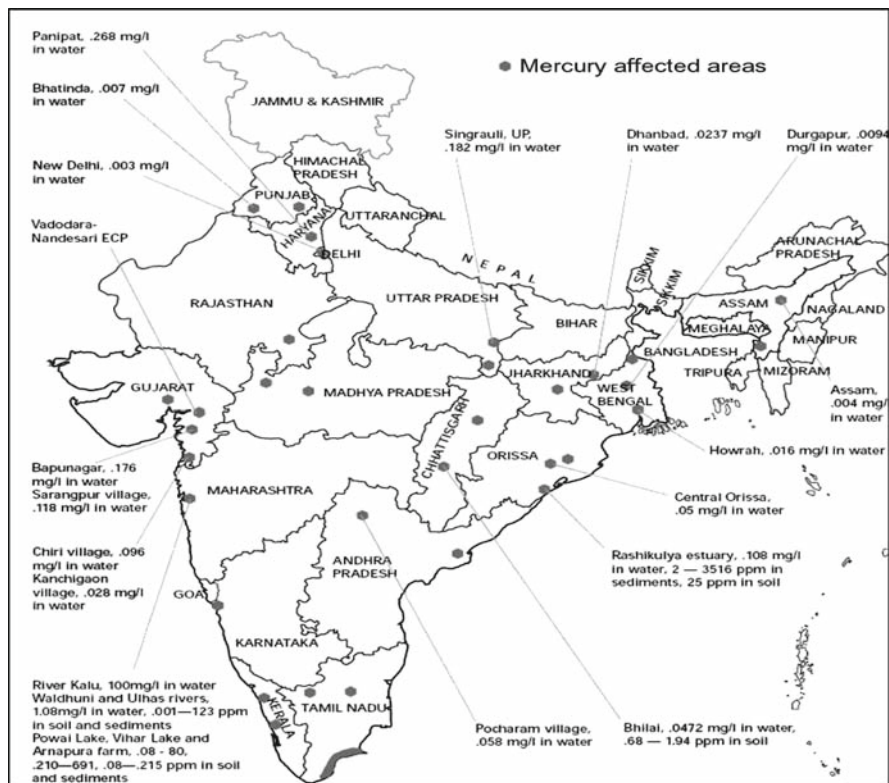 Panipat, .268 mg/l
in water
Bhatinda, .007 mg/l
in water
New Delhi, .003 mg/l
in water
Vadodara-
Nandesari ECP
Mercury affected areas
Singrauli, UP,
.182 mg/l in water
Dhanbad, .0237 mg/l
in water
Durgapur, .0094
mg/l in water
JAMMU & KASHMIR
HIMACHAL
PRADESH
PUNJAB
HARYANA
UTTARANCHAL
DELHI
NEPAL
SIKKIM
SIKKIM
ARUNACHAL
PRADESH
RAJASTHAN
UTTAR PRADESH
BIHAR
ASSAM
NAGALAND
MEGHALAYA
MANIPUR
BANGLADESH
JHARKHAND
TRIPURA
MIZORAM
GUJARAT
MADHYA PRADESH
WEST
BENGAL
CHHATTISGARH
ORISSA
MAHARASHTRA
ANDHRA
PRADESH
GOA
KARNATAKA
KERALA
TAMIL NADU
Assam,
.004 mg/l
in water
Howrah, .016 mg/l in water
Central Orissa,
.05 mg/l in water
Rashikulya estuary, .108 mg/l
in water, 2 — 3516 ppm in
sediments, 25 ppm in soil
Bapunagar, .176
mg/l in water
Sarangpur village,
.118 mg/l in water
Chiri village, .096
mg/l in water
Kanchigaon
village, .028 mg/l
in water
River Kalu, 100mg/l in water
Waldhuni and Ulhas rivers,
1.08mg/l in water, .001—123 ppm
in soil and sediments
Powai Lake, Vihar Lake and
Arnapura farm, .08 - 80,
.210—691, .08—.215 ppm in soil
and sediments
Pocharam village,
.058 mg/l in water
Bhilai, .0472 mg/l in water,
.68 — 1.94 ppm in soil